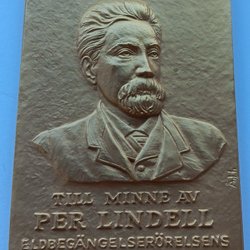 TILL MINNE AV
PER LINDELL
ELDBEGÄNGELSERÖRELSENS